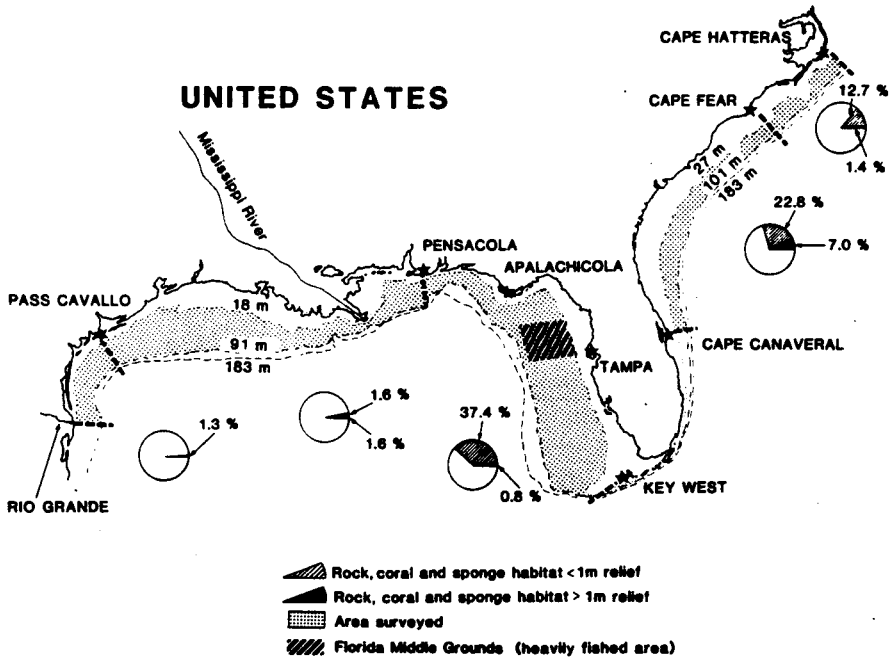 CAPE HATTERAS
12.7 %
UNITED STATES
CAPE FEAR
1.4 %
27 m
101 m
183 m
Mississippi River
22.8 %
7.0 %
PENSACOLA
APALACHICOLA
PASS CAVALLO
18 m
91 m
183 m
CAPE CANAVERAL
TAMPA
1.6 %
1.3 %
37.4 %
1.6 %
0.8 %
KEY WEST
RIO GRANDE
Rock, coral and sponge habitat <1m relief
Rock, coral and sponge habitat > 1m relief
Area surveyed
Florida Middle Grounds (heavily fished area)